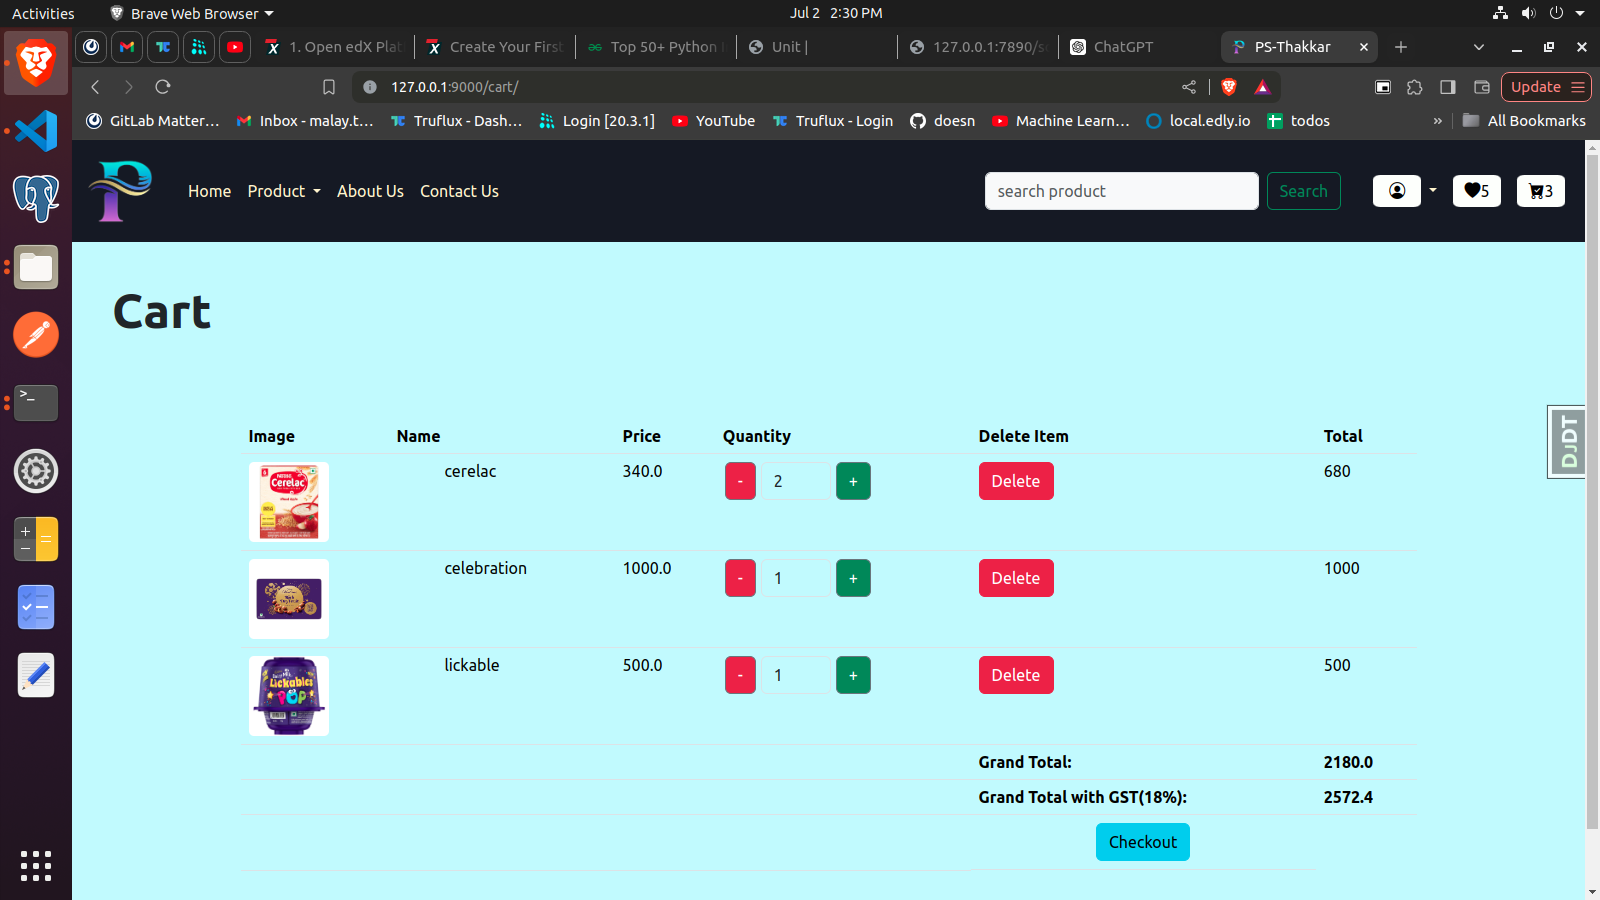 Activities Brave Web Browser Jul 2 2:30 PM
1. Open edX Plat Create Your First Top 50+ Python Unit | 127.0.0.1:7890/s ChatGPT PS-Thakkar
127.0.0.1:9000/cart/ Update
GitLab Matter... Inbox - malay.t... Truflux - Dash... Login [20.3.1] YouTube Truflux - Login doesn Machine Learn... local.edly.io todos » All Bookmarks
Home Product About Us Contact Us search product Search 5 3
Cart
DJDT
Image Name Price Quantity Delete Item Total
Nestle Cerelac
cerelac 340.0 - 2 + Delete 680
celebration 1000.0 - 1 + Delete 1000
Lickables POP
lickable 500.0 - 1 + Delete 500
Grand Total: 2180.0
Grand Total with GST(18%): 2572.4
Checkout